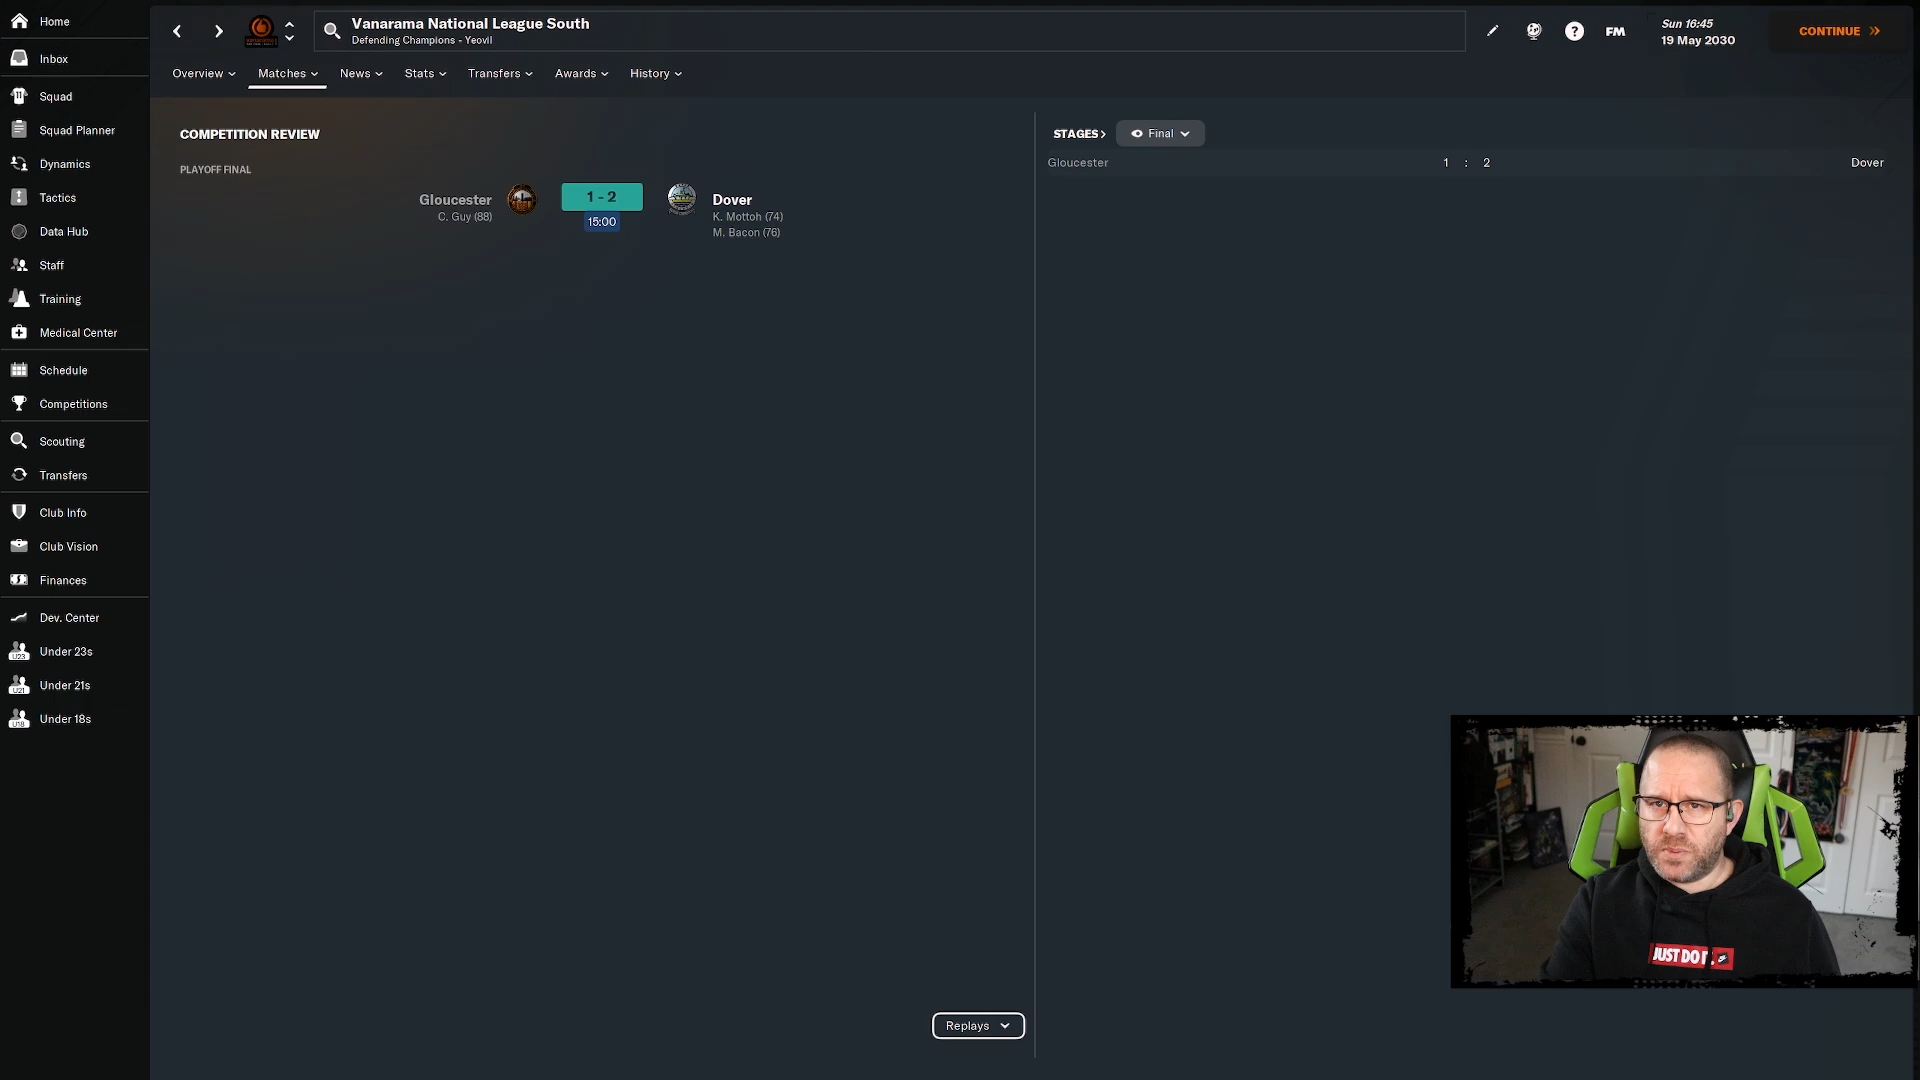 Home
Inbox
Squad
Squad Planner
Dynamics
Tactics
Data Hub
Staff
Training
Medical Center
Schedule
Competitions
Scouting
Transfers
Club Info
Club Vision
Finances
Dev. Center
U23 Under 23s
U21 Under 21s
U18 Under 18s
Vanarama National League South
Defending Champions - Yeovil
? FM
Sun 16:45
19 May 2030
CONTINUE
Overview Matches News Stats Transfers Awards History
COMPETITION REVIEW
PLAYOFF FINAL
Gloucester 1 - 2 Dover
C. Guy (88) 15:00 K. Mottoh (74)
M. Bacon (76)
STAGES Final
Gloucester 1 : 2 Dover
Replays
JUST DO IT.